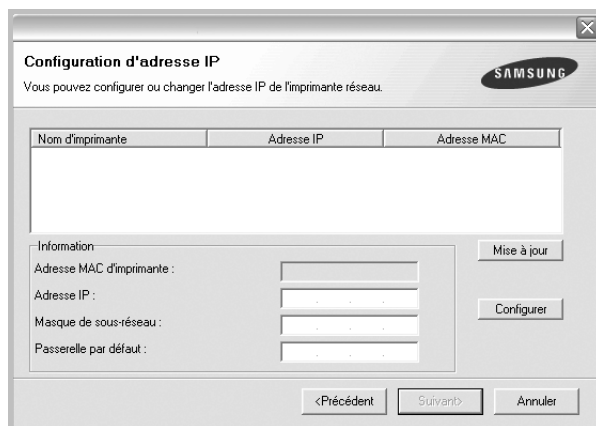 Configuration d'adresse IP
Vous pouvez configurer ou changer l'adresse IP de l'imprimante réseau.
SAMSUNG
Nom d'imprimante Adresse IP Adresse MAC
Information
Mise à jour
Adresse MAC d'imprimante :
Adresse IP :
Configurer
Masque de sous-réseau :
Passerelle par défaut :
<Précédent Suivant> Annuler